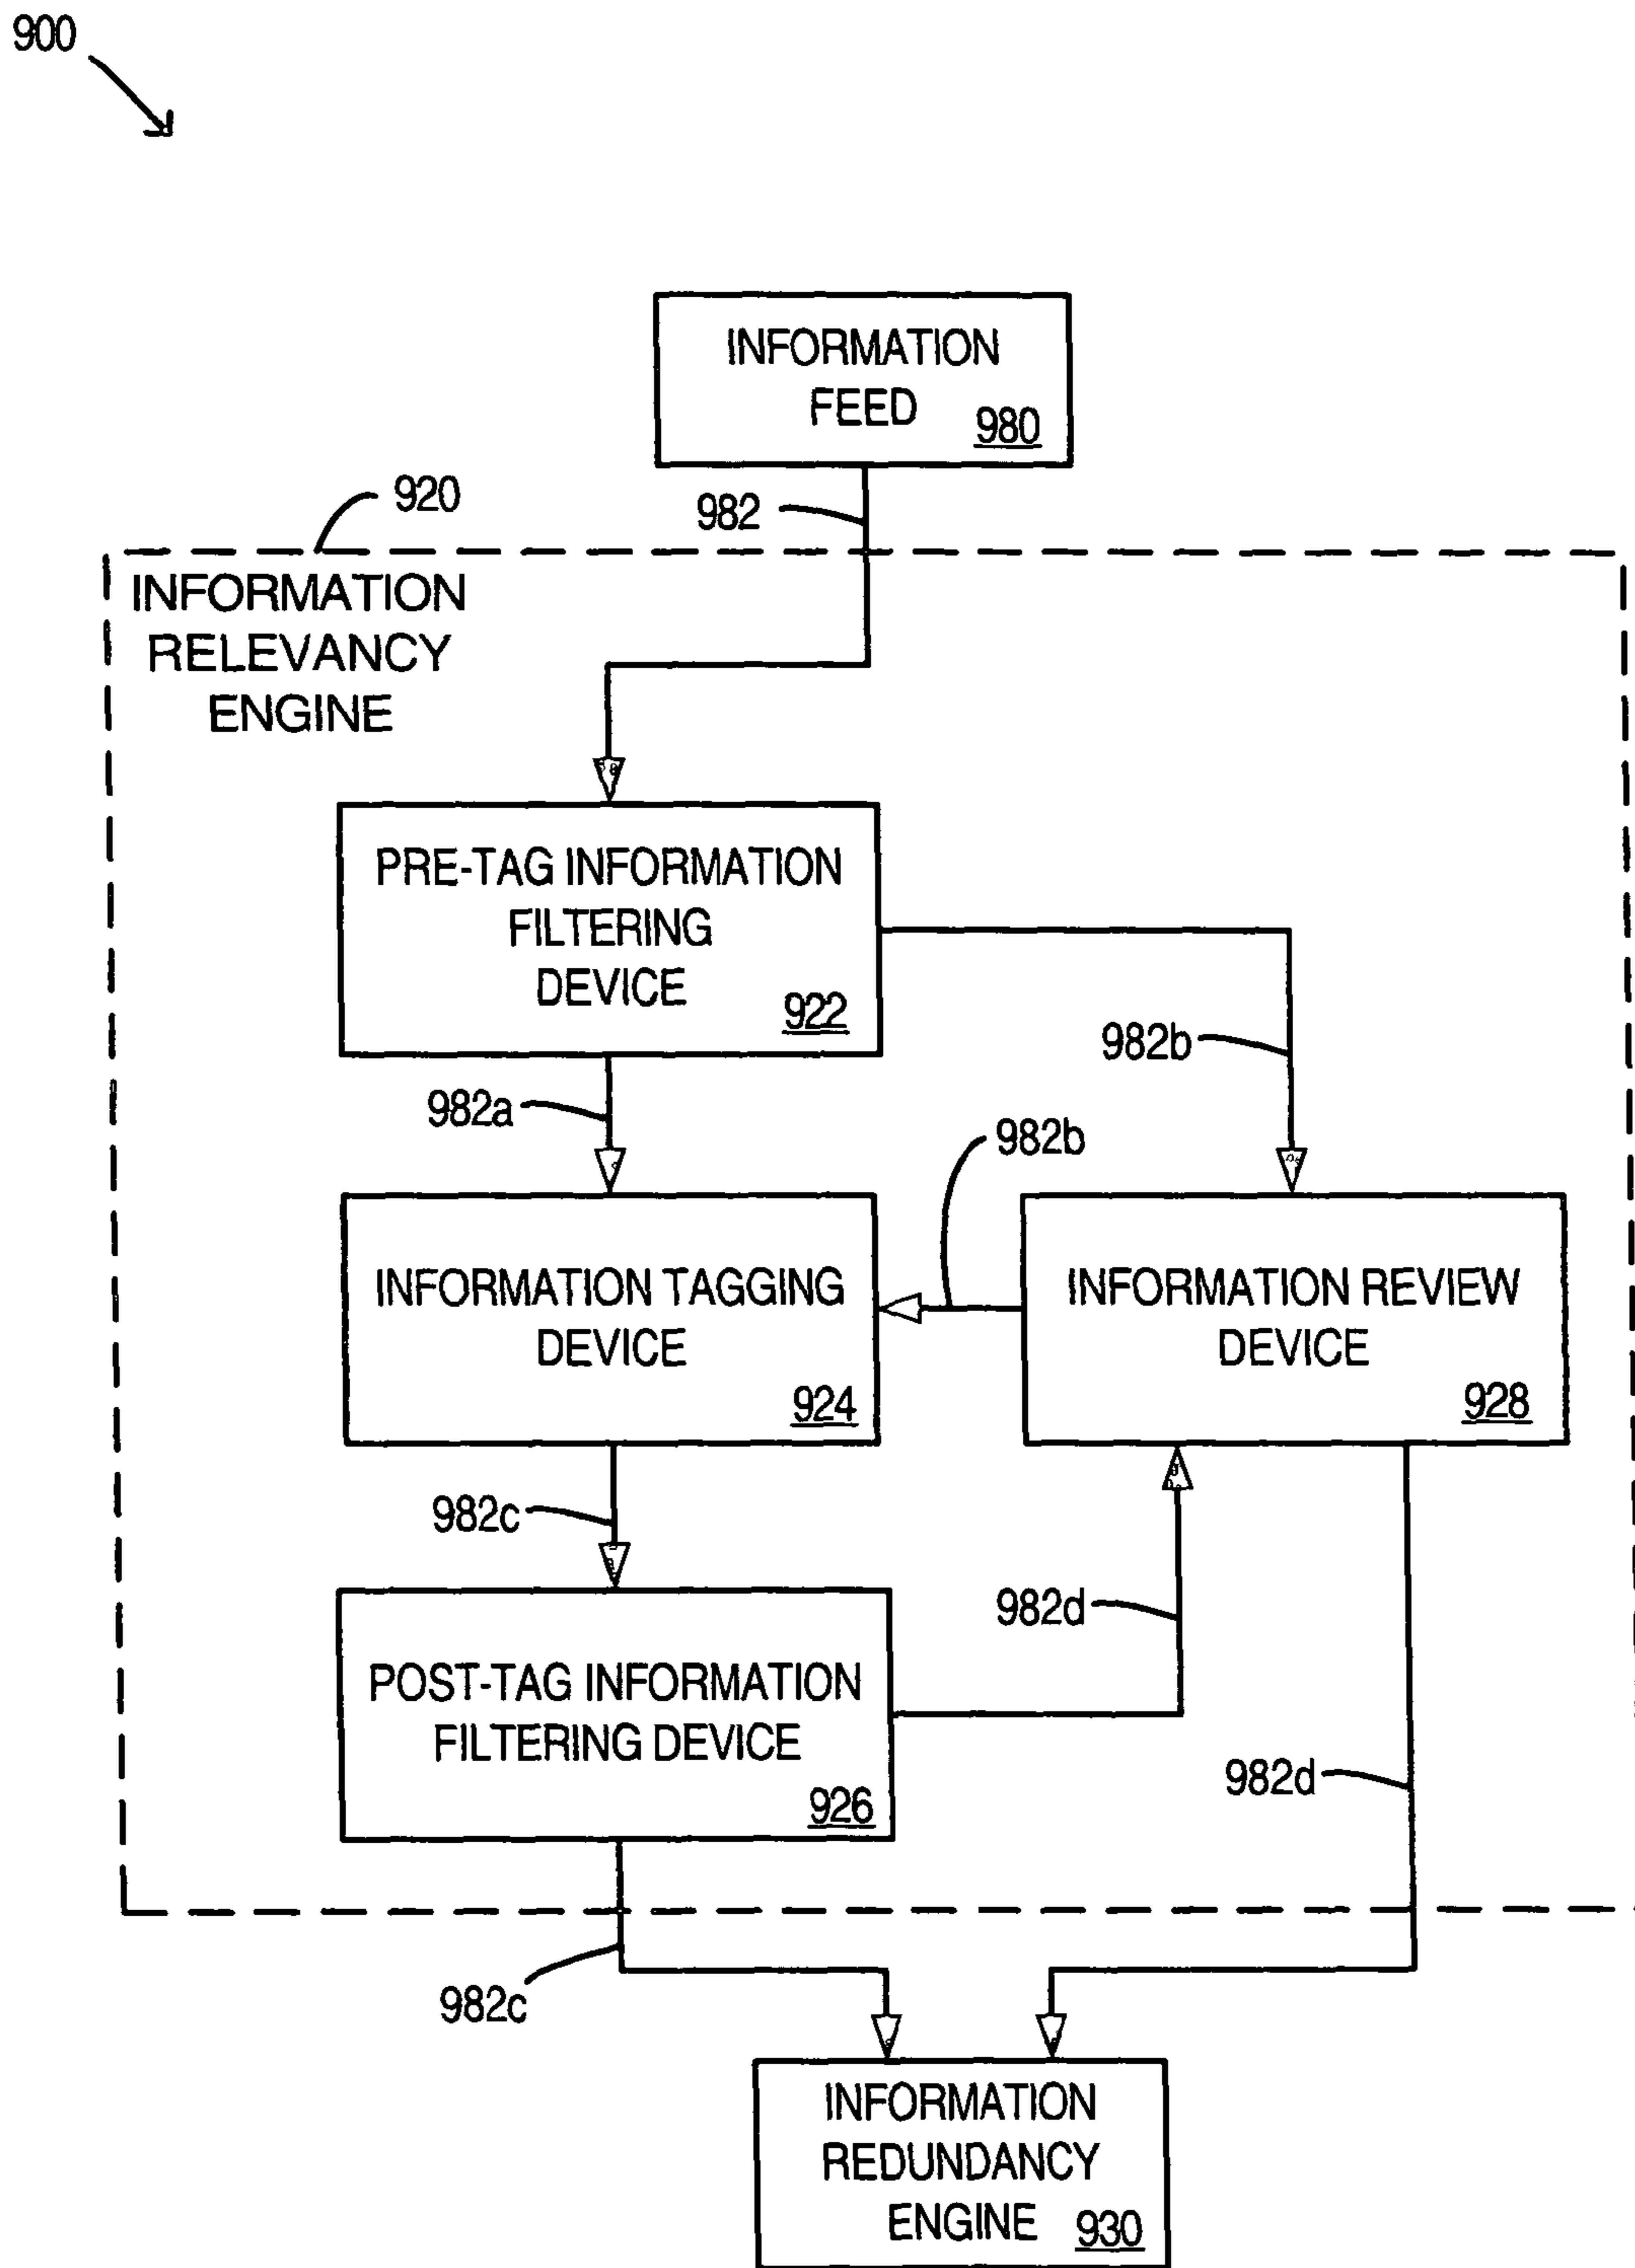 900
INFORMATION
FEED
980
920
982
INFORMATION
RELEVANCY
ENGINE
PRE-TAG INFORMATION
FILTERING
DEVICE
922
982b
982a
982b
INFORMATION TAGGING
DEVICE
924
INFORMATION REVIEW
DEVICE
928
982c
982d
POST-TAG INFORMATION
FILTERING DEVICE
926
982d
982c
INFORMATION
REDUNDANCY
ENGINE 930